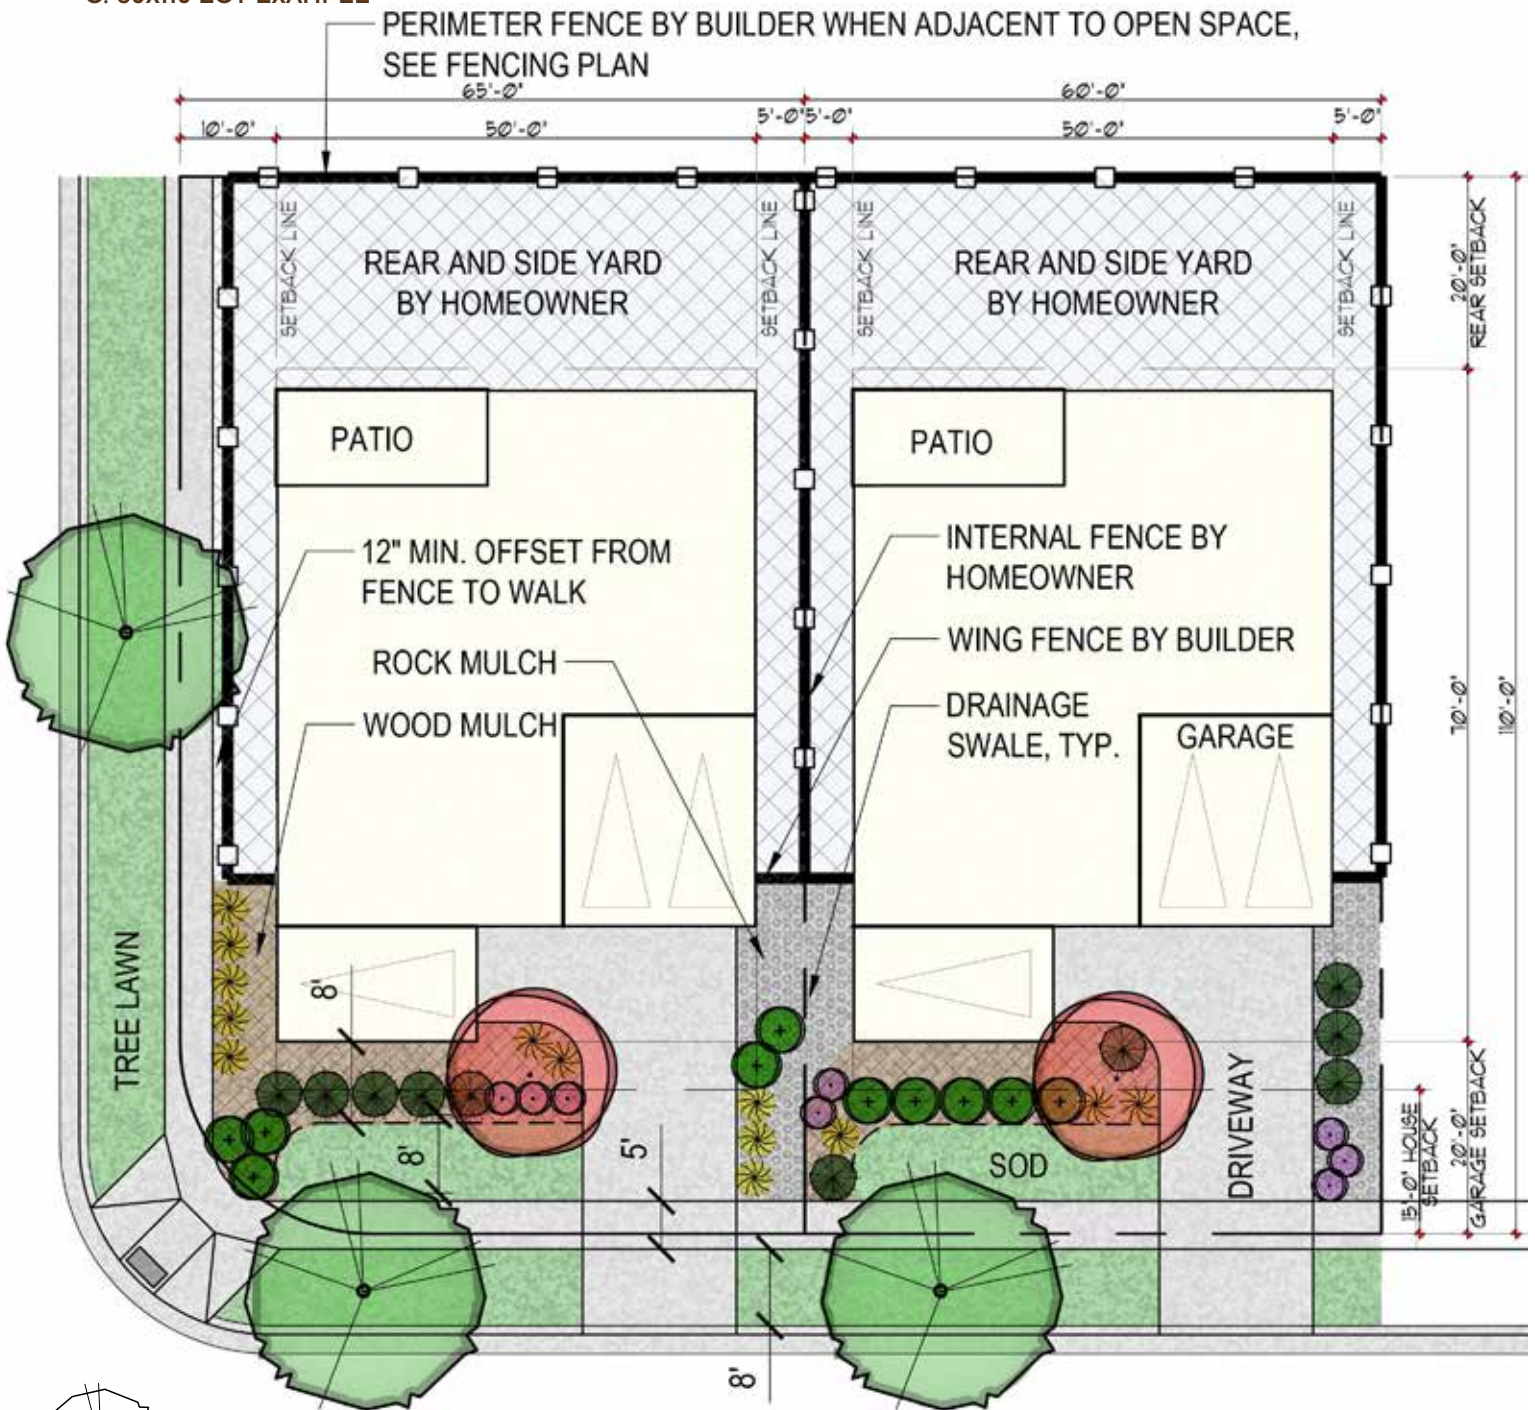 PERIMETER FENCE BY BUILDER WHEN ADJACENT TO OPEN SPACE,
SEE FENCING PLAN
65'-0"
60'-0"
10'-0"
50'-0"
5'-0"
5'-0"
50'-0"
5'-0"
SETBACK LINE
REAR AND SIDE YARD
BY HOMEOWNER
SETBACK LINE
SETBACK LINE
REAR AND SIDE YARD
BY HOMEOWNER
SETBACK LINE
20'-0"
REAR SETBACK
PATIO
PATIO
12" MIN. OFFSET FROM
FENCE TO WALK
INTERNAL FENCE BY
HOMEOWNER
ROCK MULCH
WING FENCE BY BUILDER
WOOD MULCH
DRAINAGE
SWALE, TYP.
GARAGE
70'-0"
110'-0"
TREE LAWN
8'
8'
5'
SOD
DRIVEWAY
15'-0" HOUSE
SETBACK
20'-0"
GARAGE SETBACK
8'